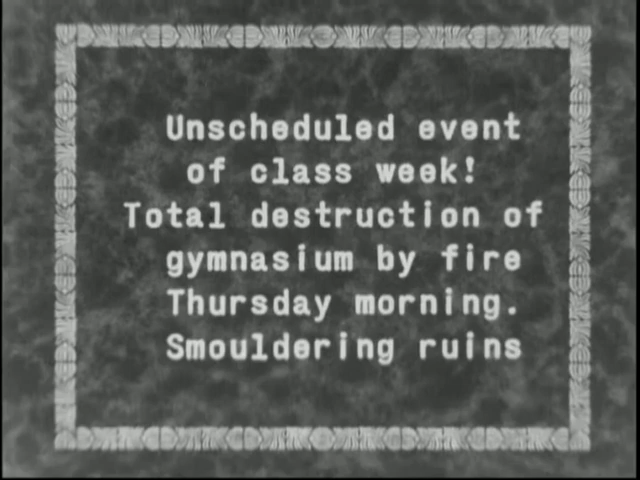 Unscheduled event
of class week!
Total destruction of
gymnasium by fire
Thursday morning.
Smouldering ruins